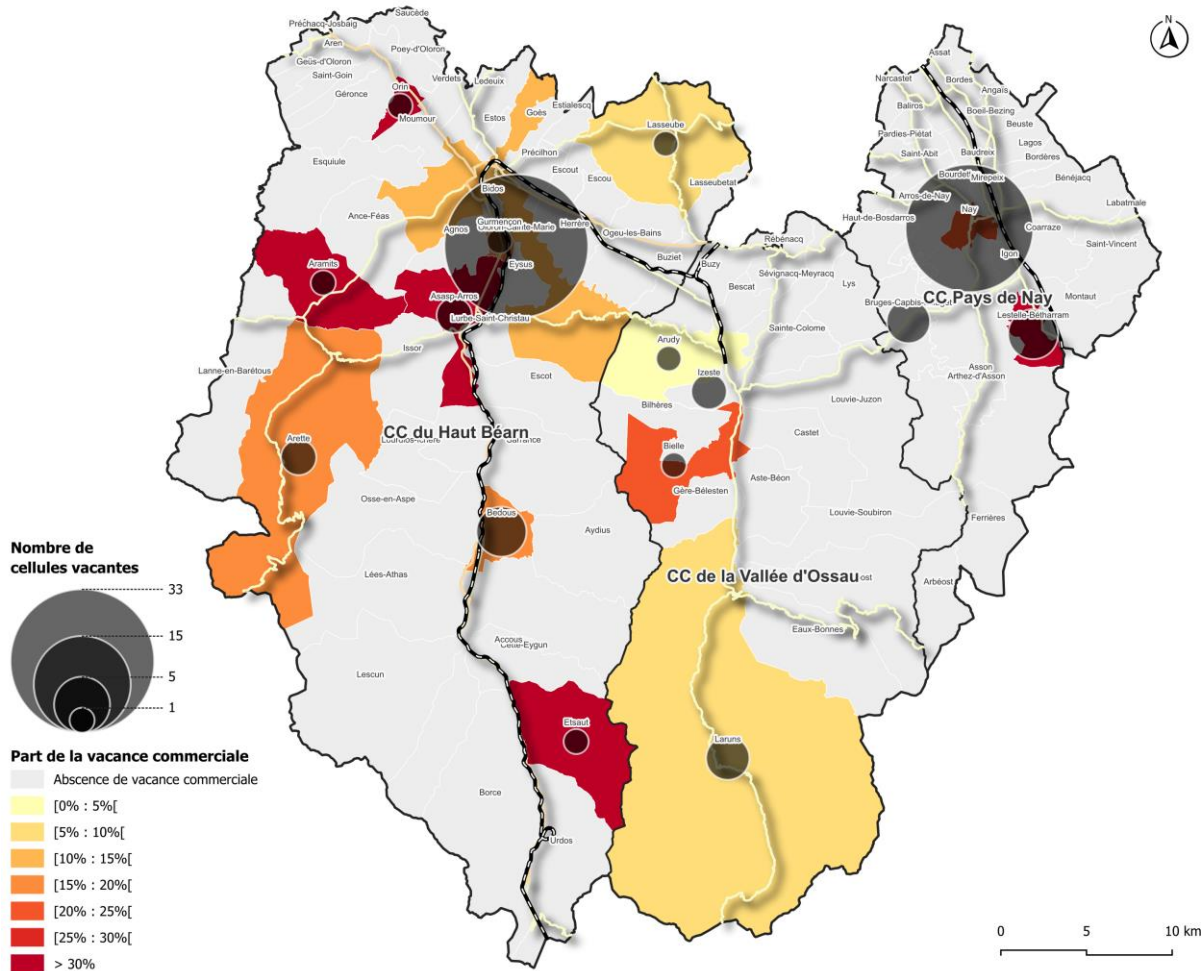 Saucède
Préchacq-Josbaig
Aren
Poey-d'Oloron
Geüs-d'Oloron
Saint-Goin
Verdets
Ledeuix
Orin
Géronce
Moumour
Estos
Goès
Estialescq
Lasseube
Esquiule
Précilhon
Escout
Escou
Lasseubetat
Bidos
Ance-Féas
Gurmençon
Agnos
Herrère
Ogeu-les-Bains
Eysus
Buziet
Buzy
Rébénacq
Aramits
Asasp-Arros
Bescat
Sévignacq-Meyracq
Lys
Lurbe-Saint-Christau
Sainte-Colome
Issor
Arudy
Izeste
Lanne-en-Barétous
Escot
Bilhères
Louvie-Juzon
CC du Haut Béarn
Castet
Arette
Bielle
Gère-Bélesten
Aste-Béon
Osse-en-Aspe
Louvie-Soubiron
Bedous
Aydius
Lées-Athas
CC de la Vallée d'Ossau
Eaux-Bonnes
Accous
Cette-Eygun
Lescun
Etsaut
Laruns
Borce
Urdos
Assat
Narcastet
Bordes
Angaïs
Baliros
Boeil-Bezing
Beuste
Pardies-Piétat
Lagos
Bordères
Saint-Abit
Baudreix
Mirepeix
Bénéjacq
Arros-de-Nay
Nay
Labatmale
Haut-de-Bosdarros
Coarraze
Saint-Vincent
Igon
CC Pays de Nay
Montaut
Lestelle-Bétharram
Asson
Arthez-d'Asson
Ferrières
Arbéost
N
Nombre de
cellules vacantes
33
15
5
1
Part de la vacance commerciale
Absence de vacance commerciale
[0% : 5%[
[5% : 10%[
[10% : 15%[
[15% : 20%[
[20% : 25%[
[25% : 30%[
> 30%
0 5 10 km